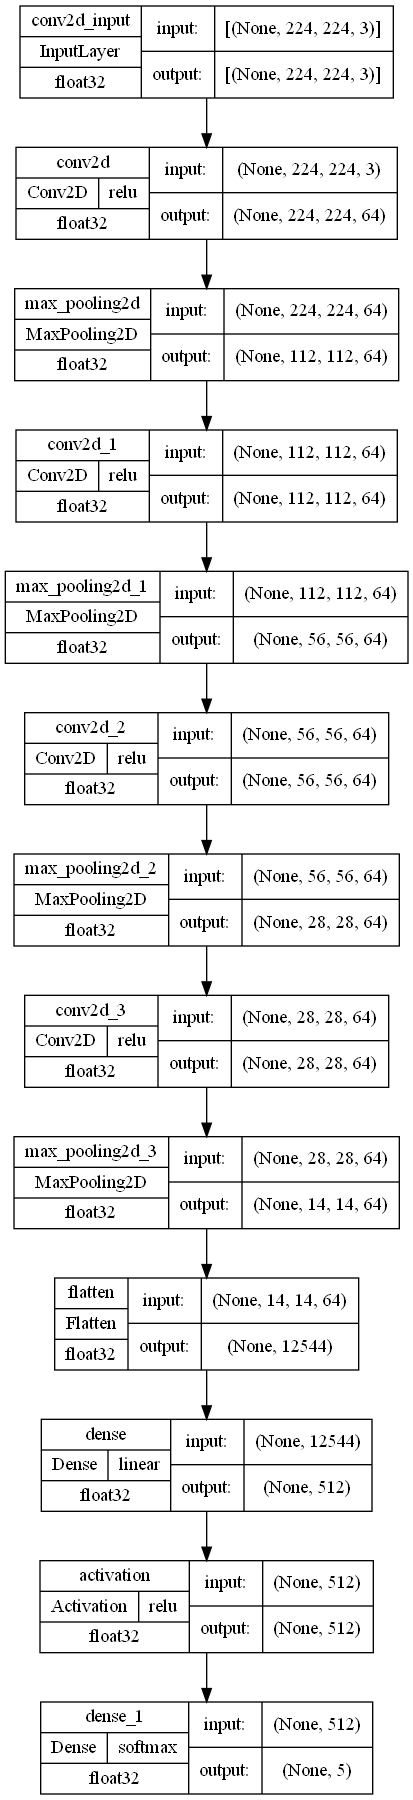 conv2d_input
InputLayer
float32
input:
[(None, 224, 224, 3)]
output:
[(None, 224, 224, 3)]
conv2d
Conv2D relu
float32
input:
(None, 224, 224, 3)
output:
(None, 224, 224, 64)
max_pooling2d
MaxPooling2D
float32
input:
(None, 224, 224, 64)
output:
(None, 112, 112, 64)
conv2d_1
Conv2D relu
float32
input:
(None, 112, 112, 64)
output:
(None, 112, 112, 64)
max_pooling2d_1
MaxPooling2D
float32
input:
(None, 112, 112, 64)
output:
(None, 56, 56, 64)
conv2d_2
Conv2D relu
float32
input:
(None, 56, 56, 64)
output:
(None, 56, 56, 64)
max_pooling2d_2
MaxPooling2D
float32
input:
(None, 56, 56, 64)
output:
(None, 28, 28, 64)
conv2d_3
Conv2D relu
float32
input:
(None, 28, 28, 64)
output:
(None, 28, 28, 64)
max_pooling2d_3
MaxPooling2D
float32
input:
(None, 28, 28, 64)
output:
(None, 14, 14, 64)
flatten
Flatten
float32
input:
(None, 14, 14, 64)
output:
(None, 12544)
dense
Dense linear
float32
input:
(None, 12544)
output:
(None, 512)
activation
Activation relu
float32
input:
(None, 512)
output:
(None, 512)
dense_1
Dense softmax
float32
input:
(None, 512)
output:
(None, 5)